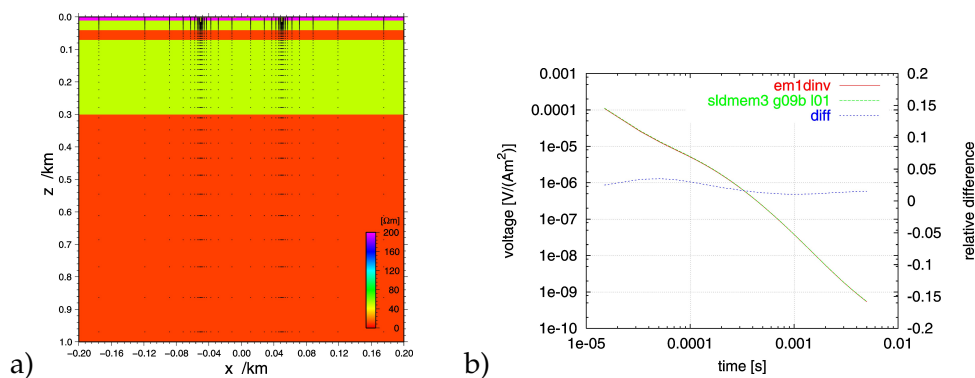 a)
z /km
0.0
0.1
0.2
0.3
0.4
0.5
0.6
0.7
0.8
0.9
1.0
−0.20 −0.16 −0.12 −0.08 −0.04 0.00 0.04 0.08 0.12 0.16 0.20
x /km
[Ωm]
200
160
120
80
40
0
b)
voltage [V/(Am²)]
0.001
0.0001
1e-05
1e-06
1e-07
1e-08
1e-09
1e-10
1e-05 0.0001 0.001 0.01
time [s]
em1dinv
sldmem3 g09b l01
diff
0.2
0.15
0.1
0.05
0
-0.05
-0.1
-0.15
-0.2
relative difference